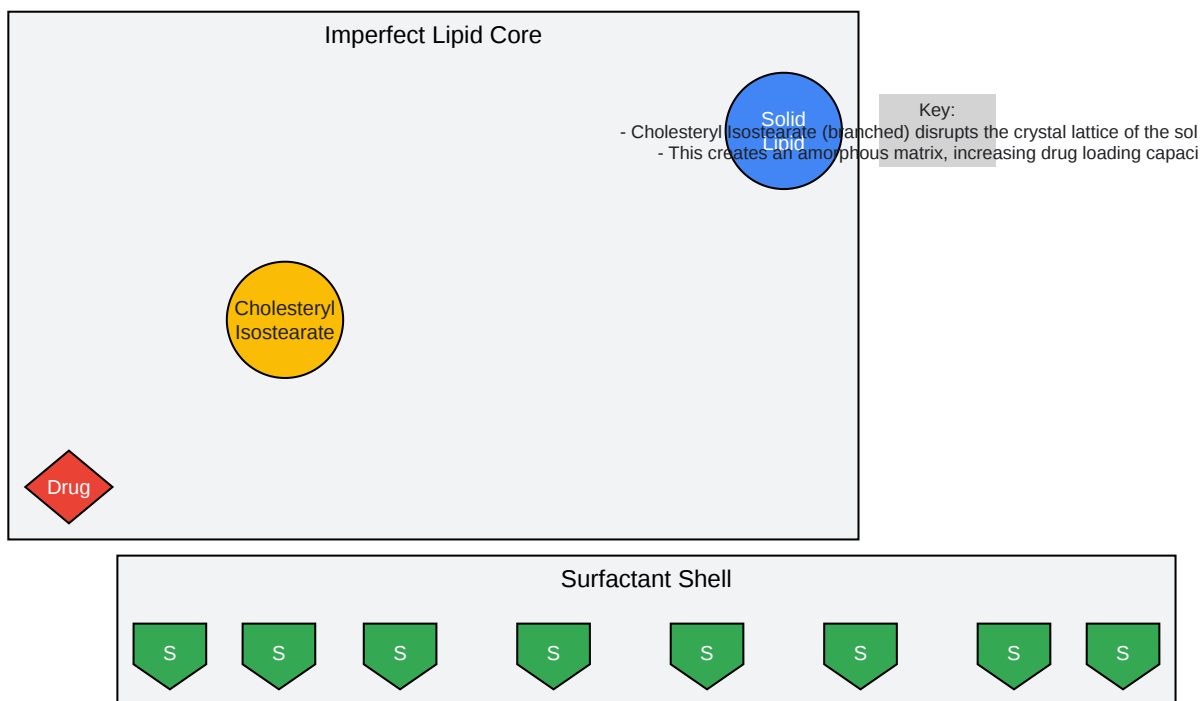 Imperfect Lipid Core
Solid
Lipid
Key:
- Cholesteryl Isostearate (branched) disrupts the crystal lattice of the sol
- This creates an amorphous matrix, increasing drug loading capaci
Cholesteryl
Isostearate
Drug
Surfactant Shell
S S S S S S S S